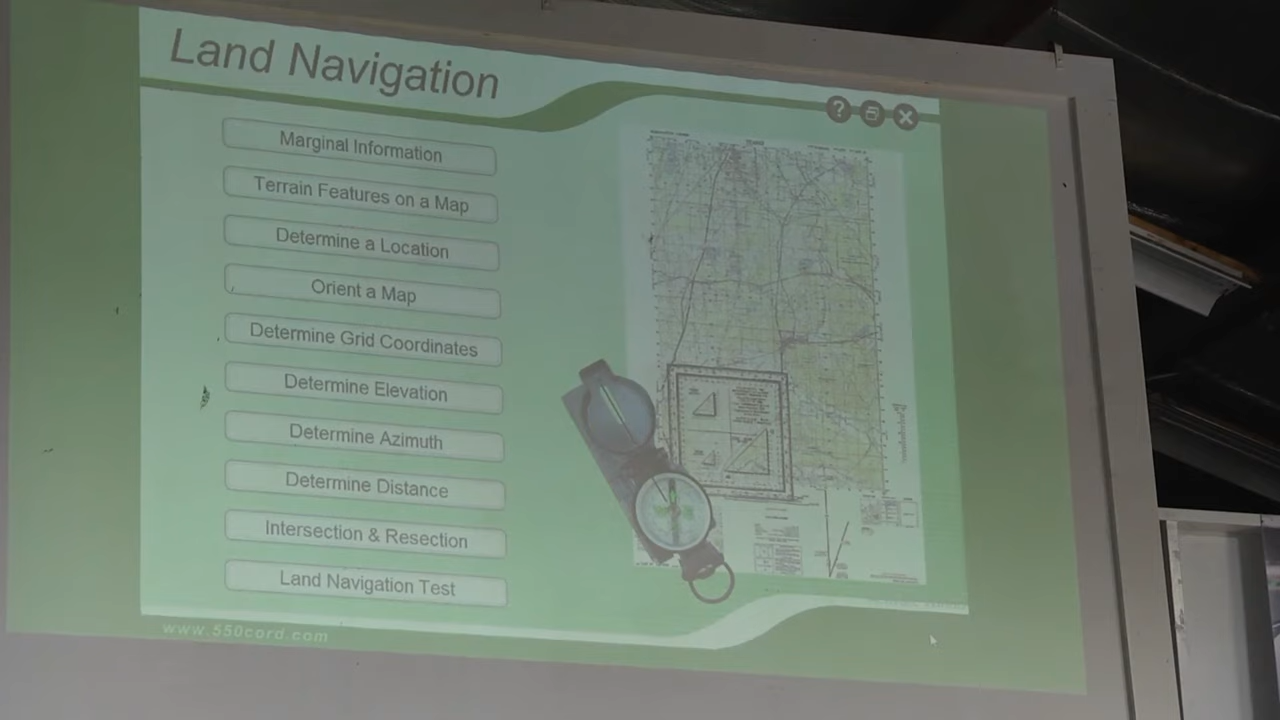 Land Navigation
?
Marginal Information
Terrain Features on a Map
Determine a Location
Orient a Map
Determine Grid Coordinates
Determine Elevation
Determine Azimuth
Determine Distance
Intersection & Resection
Land Navigation Test
www.550cord.com